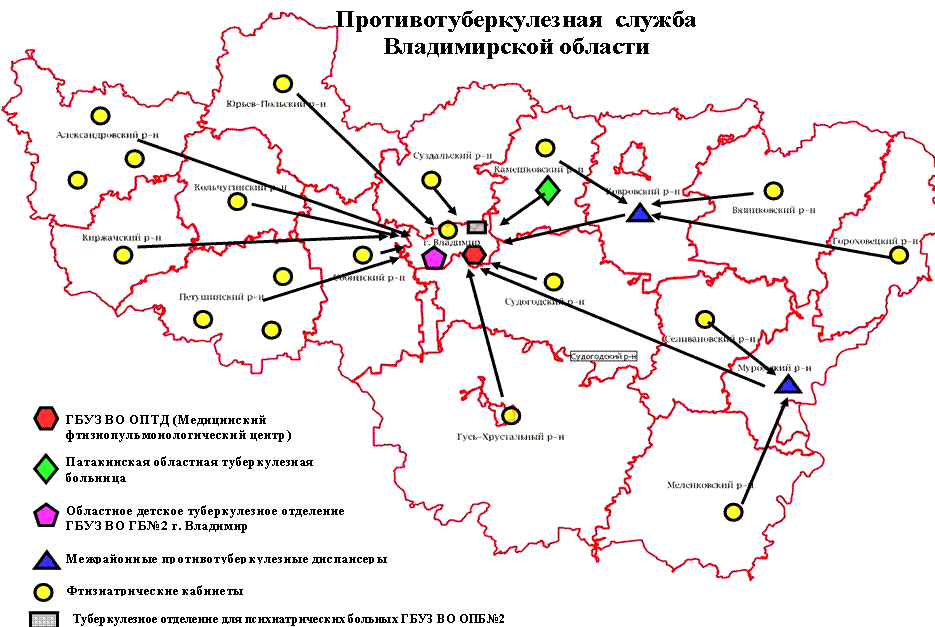 Противотуберкулезная служба
Владимирской области
Юрьев-Польский р-н
Александровский р-н
Суздальский р-н
Камешковский р-н
Кольчугинский р-н
Ковровский р-н
Вязниковский р-н
Киржачский р-н
г. Владимир
Гороховецкий р-н
Собинский р-н
Петушинский р-н
Судогодский р-н
Селивановский р-н
Судогодский р-н
Муромский р-н
Гусь-Хрустальный р-н
Меленковский р-н
ГБУЗ ВО ОПТД (Медицинский
фтизиопульмонологический центр)
Патакинская областная туберкулезная
больница
Областное детское туберкулезное отделение
ГБУЗ ВО ГБ№2 г. Владимир
Межрайонные противотуберкулезные диспансеры
Фтизиатрические кабинеты
Туберкулезное отделение для психиатрических больных ГБУЗ ВО ОПБ№2